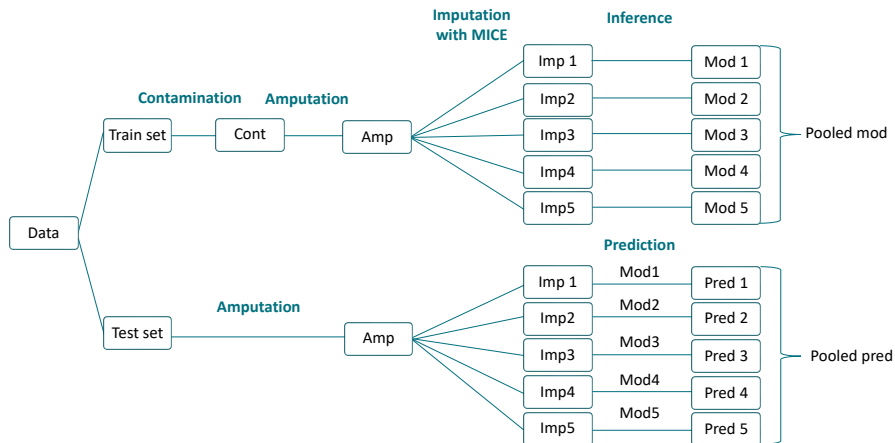 Imputation
with MICE
Inference
Contamination
Amputation
Imp 1
Mod 1
Imp2
Mod 2
Train set
Cont
Amp
Imp3
Mod 3
Pooled mod
Imp4
Mod 4
Imp5
Mod 5
Data
Prediction
Imp 1
Mod1
Pred 1
Amputation
Imp2
Mod2
Pred 2
Test set
Amp
Imp3
Mod3
Pred 3
Pooled pred
Imp4
Mod4
Pred 4
Imp5
Mod5
Pred 5